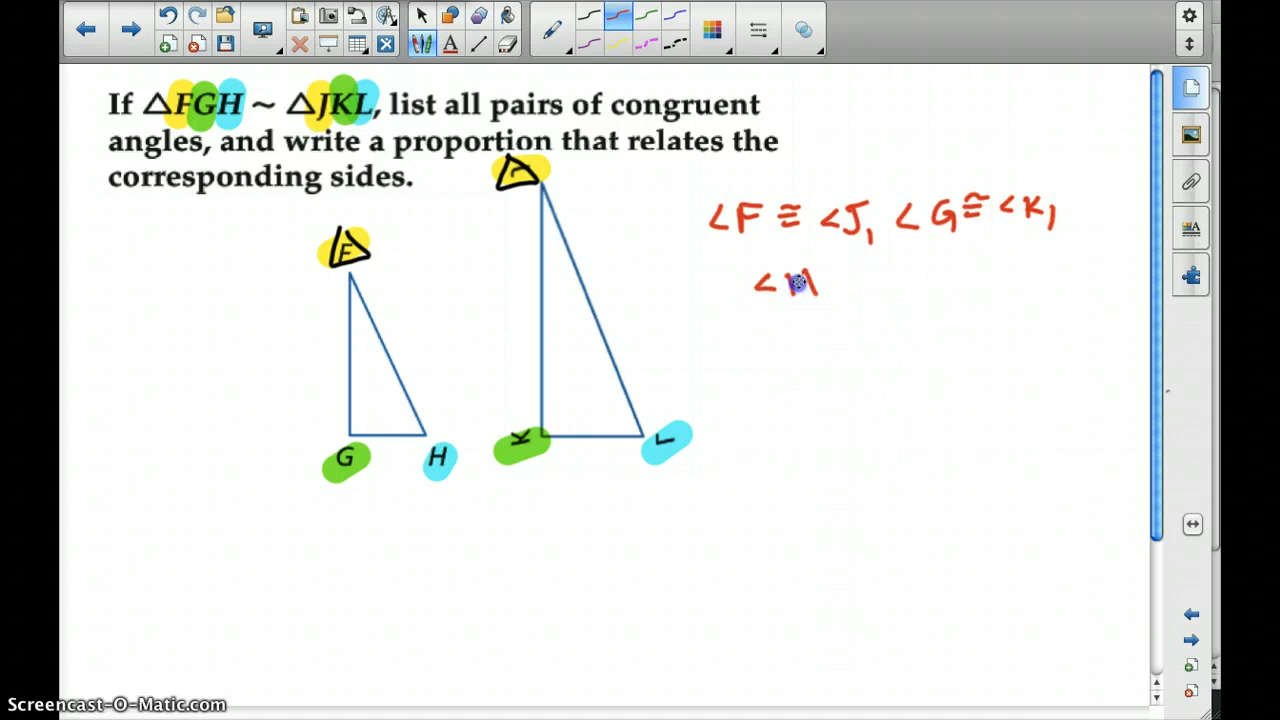 If △FGH ~ △JKL, list all pairs of congruent
angles, and write a proportion that relates the
corresponding sides.
∠F ≅ ∠J, ∠G ≅ ∠K,
∠
F
G
H
K
L
Screencast-O-Matic.com